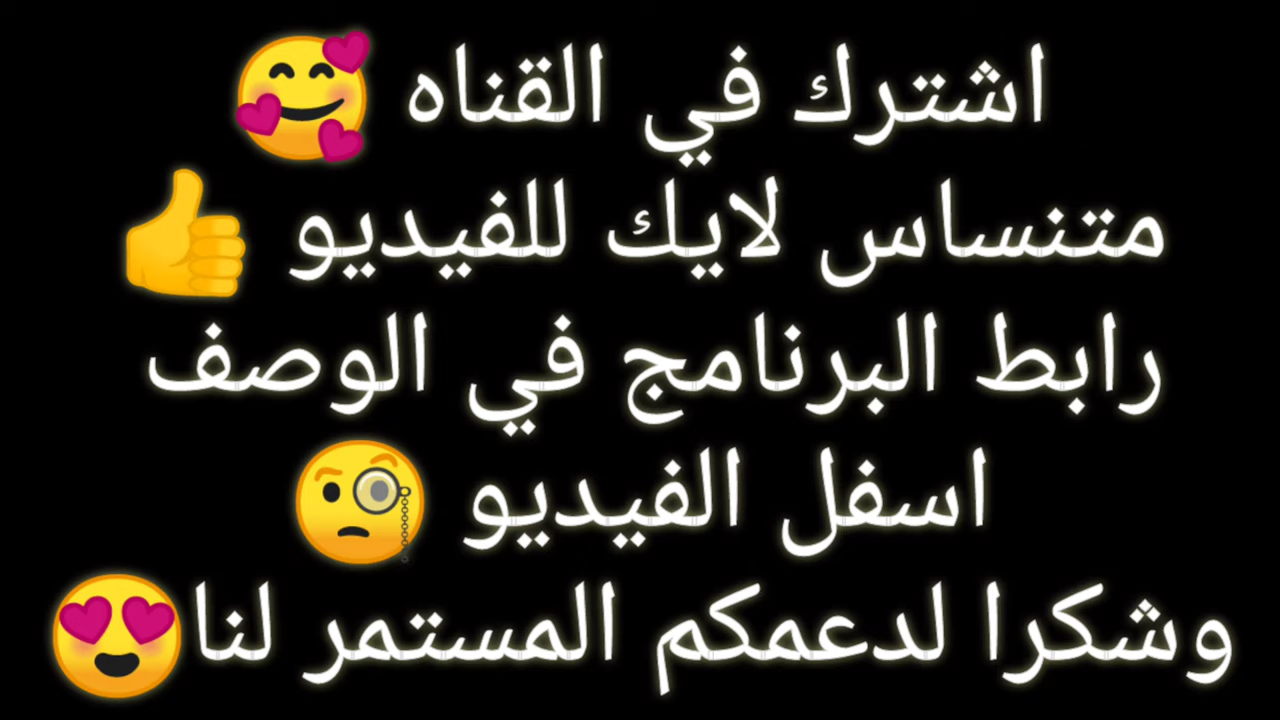 اشترك في القناه 🥰
متنساس لايك للفيديو 👍
رابط البرنامج في الوصف
اسفل الفيديو 🧐
وشكرا لدعمكم المستمر لنا😍